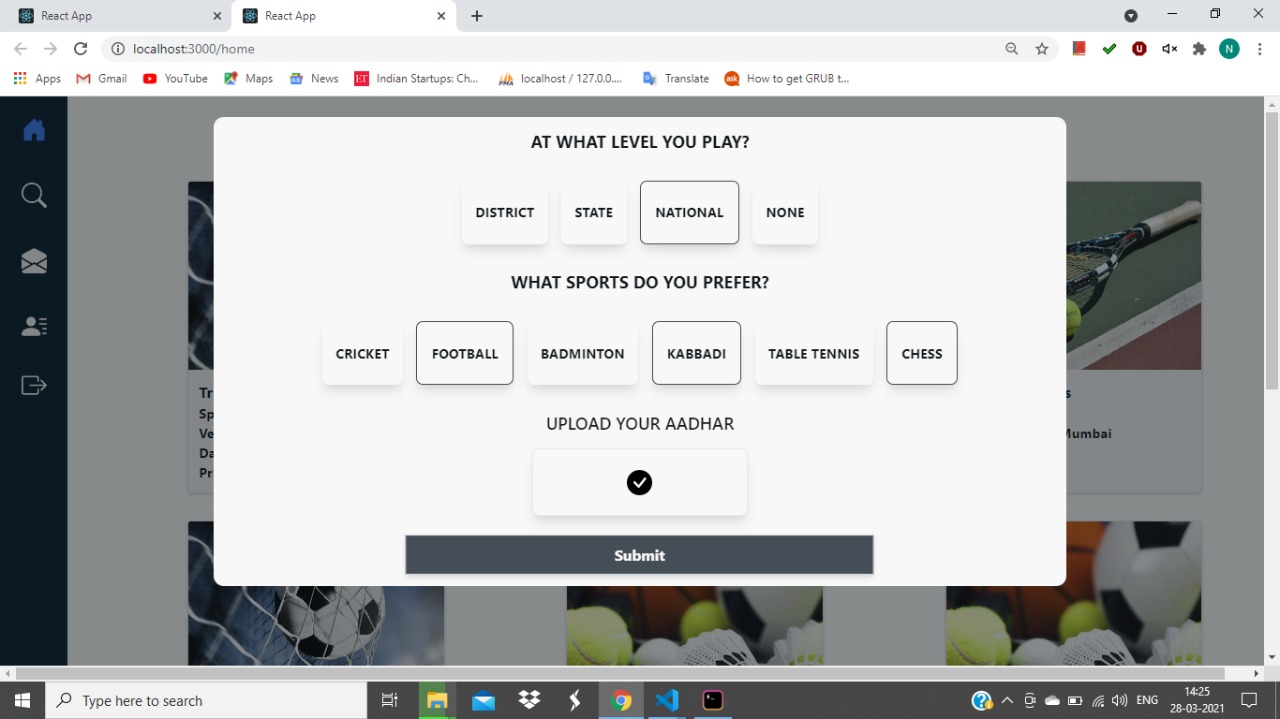 React App
React App
localhost:3000/home
Apps
Gmail
YouTube
Maps
News
ET
Indian Startups: Ch...
PMA
localhost / 127.0.0....
Translate
ask
How to get GRUB t...
N
AT WHAT LEVEL YOU PLAY?
DISTRICT STATE NATIONAL NONE
WHAT SPORTS DO YOU PREFER?
CRICKET FOOTBALL BADMINTON KABBADI TABLE TENNIS CHESS
UPLOAD YOUR AADHAR
Submit
Tr
Sp
Ve
Da
Pr
s
Mumbai
Type here to search
ENG
14:25
28-03-2021